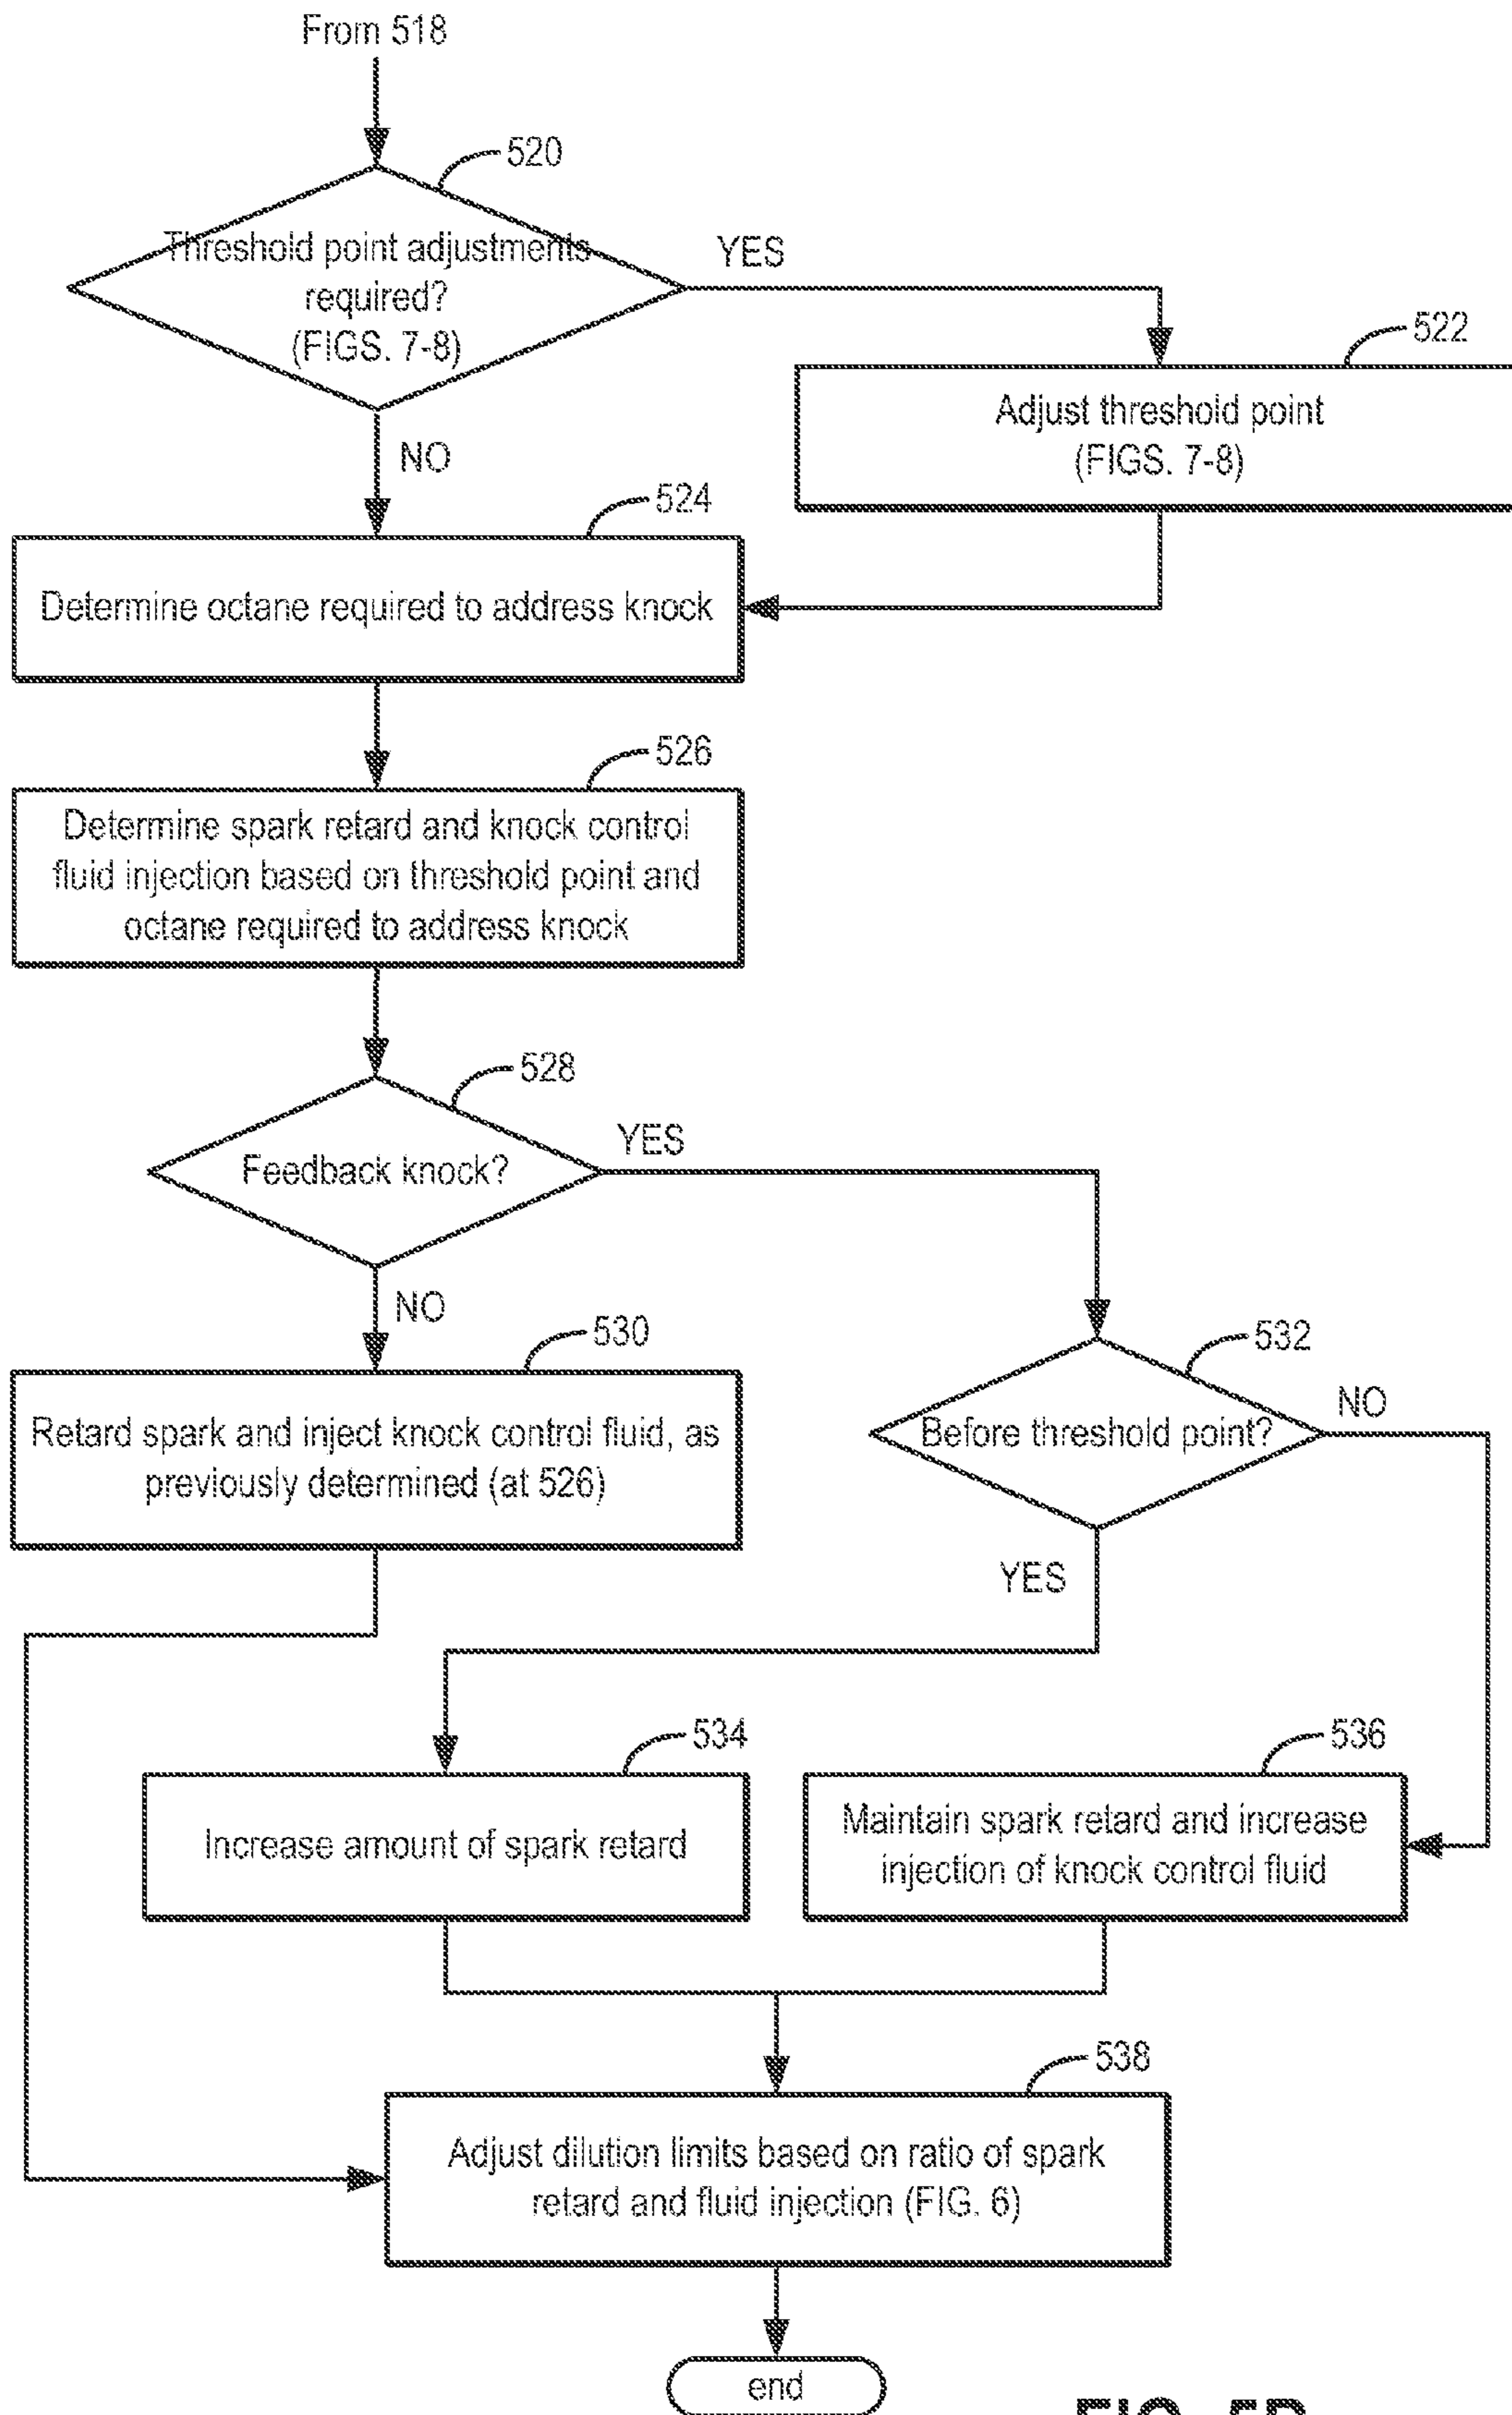 From 518
520
Threshold point adjustments
required?
(FIGS. 7-8)
YES
522
Adjust threshold point
(FIGS. 7-8)
NO
524
Determine octane required to address knock
526
Determine spark retard and knock control
fluid injection based on threshold point and
octane required to address knock
528
Feedback knock?
YES
NO
530
Retard spark and inject knock control fluid, as
previously determined (at 526)
532
Before threshold point?
NO
YES
534
Increase amount of spark retard
536
Maintain spark retard and increase
injection of knock control fluid
538
Adjust dilution limits based on ratio of spark
retard and fluid injection (FIG. 6)
end